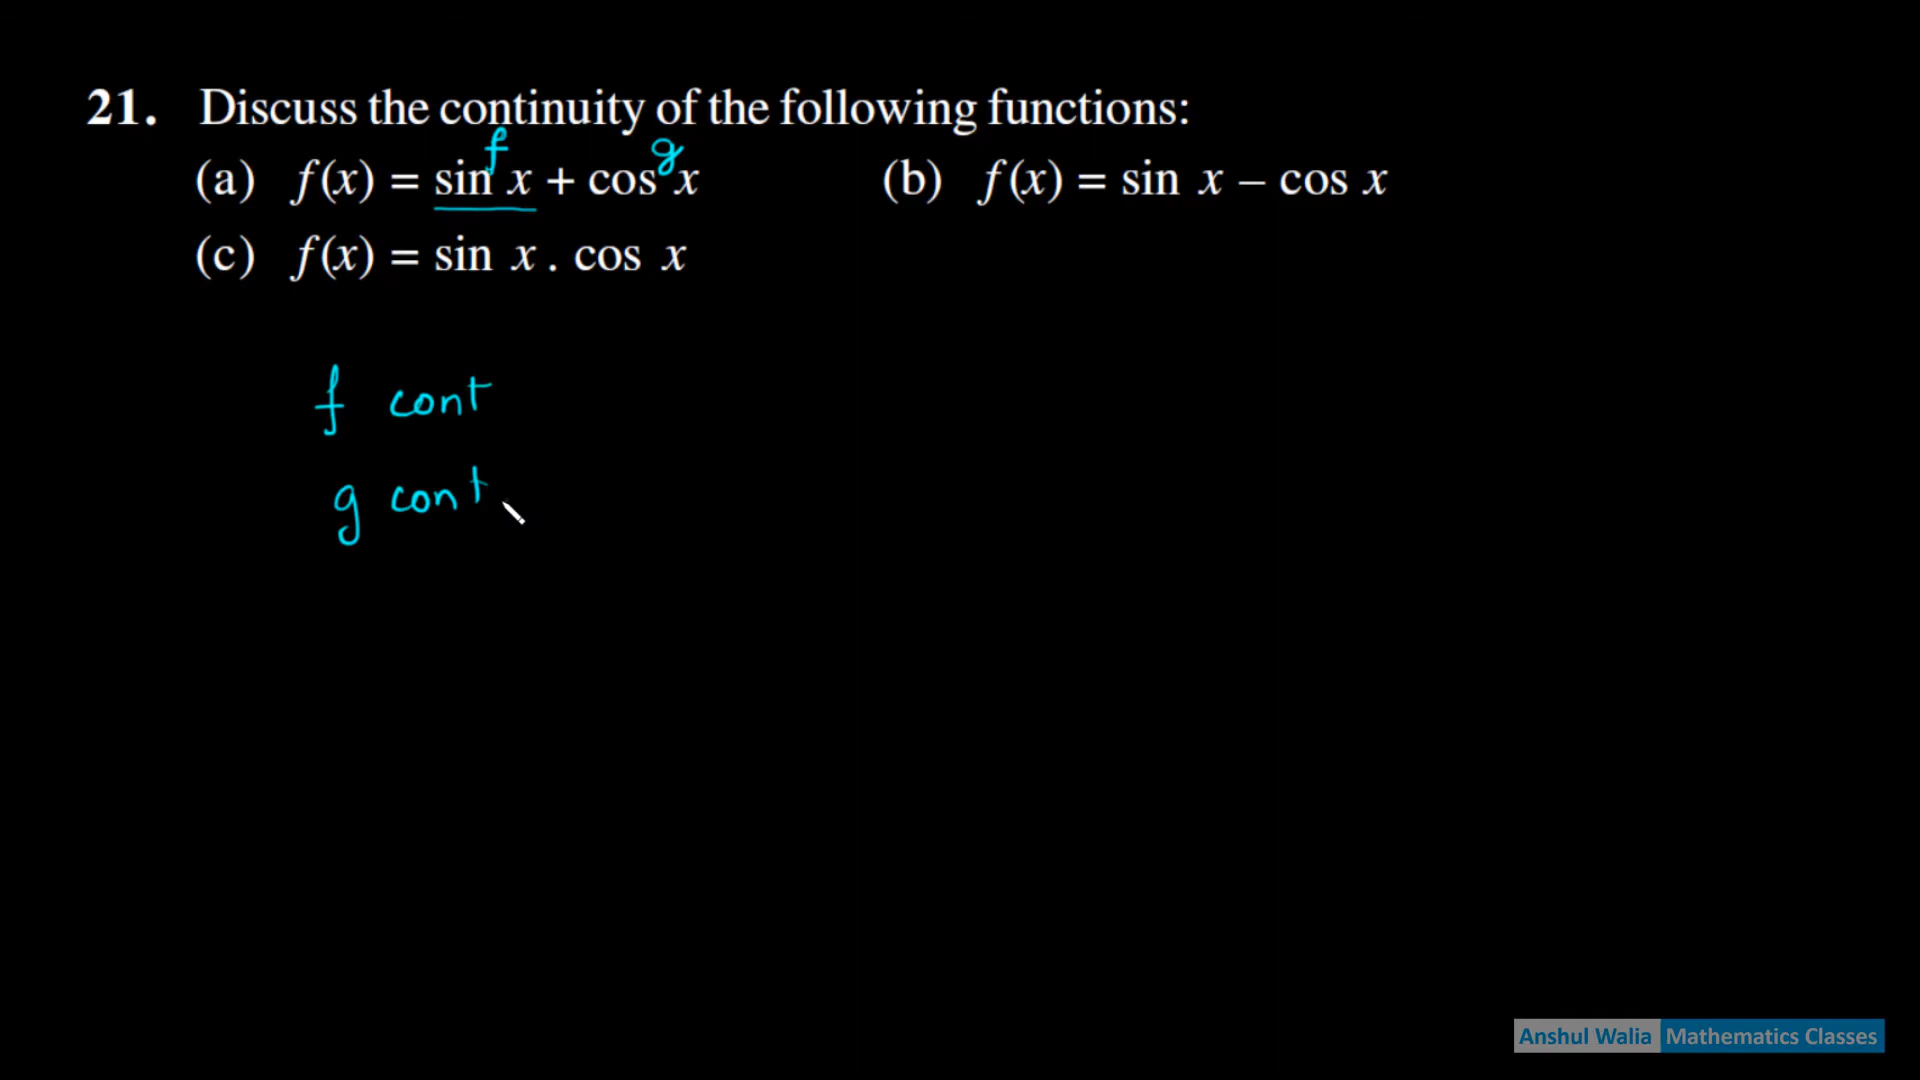 21. Discuss the continuity of the following functions:
f g
(a) f(x) = sin x + cos x (b) f(x) = sin x – cos x
(c) f(x) = sin x . cos x
f cont
g cont
Anshul Walia Mathematics Classes